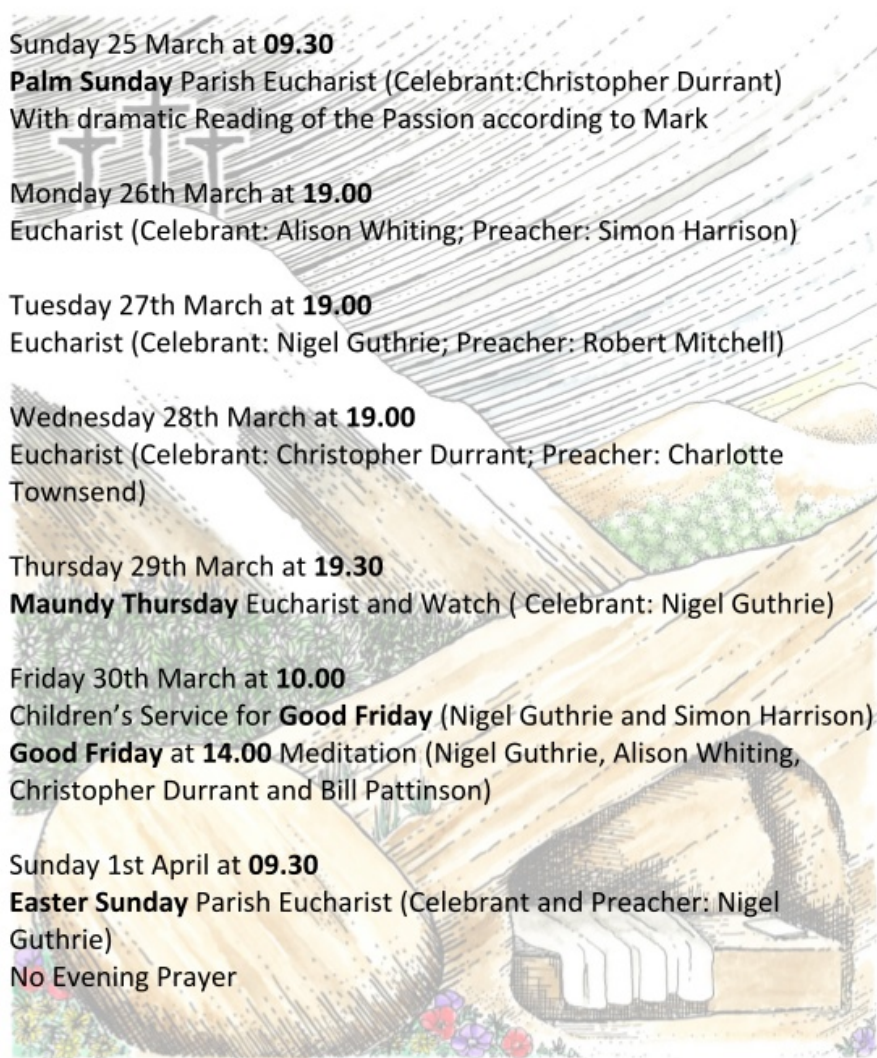 Sunday 25 March at 09.30
Palm Sunday Parish Eucharist (Celebrant:Christopher Durrant)
With dramatic Reading of the Passion according to Mark
Monday 26th March at 19.00
Eucharist (Celebrant: Alison Whiting; Preacher: Simon Harrison)
Tuesday 27th March at 19.00
Eucharist (Celebrant: Nigel Guthrie; Preacher: Robert Mitchell)
Wednesday 28th March at 19.00
Eucharist (Celebrant: Christopher Durrant; Preacher: Charlotte
Townsend)
Thursday 29th March at 19.30
Maundy Thursday Eucharist and Watch ( Celebrant: Nigel Guthrie)
Friday 30th March at 10.00
Children’s Service for Good Friday (Nigel Guthrie and Simon Harrison)
Good Friday at 14.00 Meditation (Nigel Guthrie, Alison Whiting,
Christopher Durrant and Bill Pattinson)
Sunday 1st April at 09.30
Easter Sunday Parish Eucharist (Celebrant and Preacher: Nigel
Guthrie)
No Evening Prayer